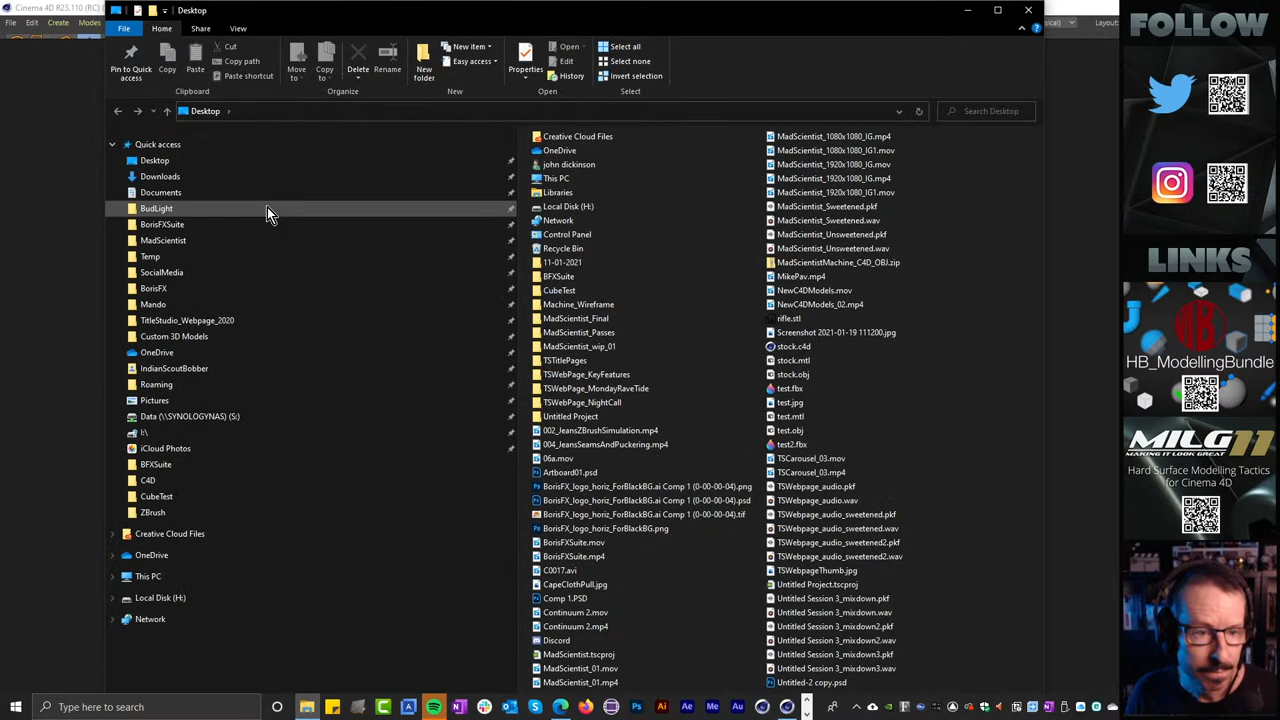 Cinema 4D R23.110 (RC)
Desktop
File Edit Create Modes
sical)
Layout:
File Home Share View
Pin to Quick access
Copy
Paste
Cut
Copy path
Paste shortcut
Move to
Copy to
Delete
Rename
New folder
New item
Easy access
Properties
Open
Edit
History
Select all
Select none
Invert selection
Clipboard
Organize
New
Open
Select
Desktop
Search Desktop
Quick access
Desktop
Downloads
Documents
BudLight
BorisFXSuite
MadScientist
Temp
SocialMedia
BorisFX
Mando
TitleStudio_Webpage_2020
Custom 3D Models
OneDrive
IndianScoutBobber
Roaming
Pictures
Data (\\SYNOLOGYNAS) (S:)
I:\
iCloud Photos
BFXSuite
C4D
CubeTest
ZBrush
Creative Cloud Files
OneDrive
This PC
Local Disk (H:)
Network
Creative Cloud Files
OneDrive
john dickinson
This PC
Libraries
Local Disk (H:)
Network
Control Panel
Recycle Bin
11-01-2021
BFXSuite
CubeTest
Machine_Wireframe
MadScientist_Final
MadScientist_Passes
MadScientist_wip_01
TSTitlePages
TSWebPage_KeyFeatures
TSWebPage_MondayRaveTide
TSWebPage_NightCall
Untitled Project
002_JeansZBrushSimulation.mp4
004_JeansSeamsAndPuckering.mp4
06a.mov
Artboard01.psd
BorisFX_logo_horiz_ForBlackBG.ai Comp 1 (0-00-00-04).png
BorisFX_logo_horiz_ForBlackBG.ai Comp 1 (0-00-00-04).psd
BorisFX_logo_horiz_ForBlackBG.ai Comp 1 (0-00-00-04).tif
BorisFX_logo_horiz_ForBlackBG.png
BorisFXSuite.mov
BorisFXSuite.mp4
C0017.avi
CapeClothPull.jpg
Comp 1.PSD
Continuum 2.mov
Continuum 2.mp4
Discord
MadScientist.tscproj
MadScientist_01.mov
MadScientist_01.mp4
MadScientist_1080x1080_IG.mp4
MadScientist_1080x1080_IG1.mov
MadScientist_1920x1080_IG.mov
MadScientist_1920x1080_IG.mp4
MadScientist_1920x1080_IG1.mov
MadScientist_Sweetened.pkf
MadScientist_Sweetened.wav
MadScientist_Unsweetened.pkf
MadScientist_Unsweetened.wav
MadScientistMachine_C4D_OBJ.zip
MikePav.mp4
NewC4DModels.mov
NewC4DModels_02.mp4
rifle.stl
Screenshot 2021-01-19 111200.jpg
stock.c4d
stock.mtl
stock.obj
test.fbx
test.jpg
test.mtl
test.obj
test2.fbx
TSCarousel_03.mov
TSCarousel_03.mp4
TSWebpage_audio.pkf
TSWebpage_audio.wav
TSWebpage_audio_sweetened.pkf
TSWebpage_audio_sweetened.wav
TSWebpage_audio_sweetened2.pkf
TSWebpage_audio_sweetened2.wav
TSWebpageThumb.jpg
Untitled Project.tscproj
Untitled Session 3_mixdown.pkf
Untitled Session 3_mixdown.wav
Untitled Session 3_mixdown2.pkf
Untitled Session 3_mixdown2.wav
Untitled Session 3_mixdown3.pkf
Untitled Session 3_mixdown3.wav
Untitled-2 copy.psd
FOLLOW
LINKS
HB
HB_ModellingBundle
MILG11
MAKING IT LOOK GREAT
Hard Surface Modelling Tactics
for Cinema 4D
Type here to search
Ps
Ai
Ae
Me
Au